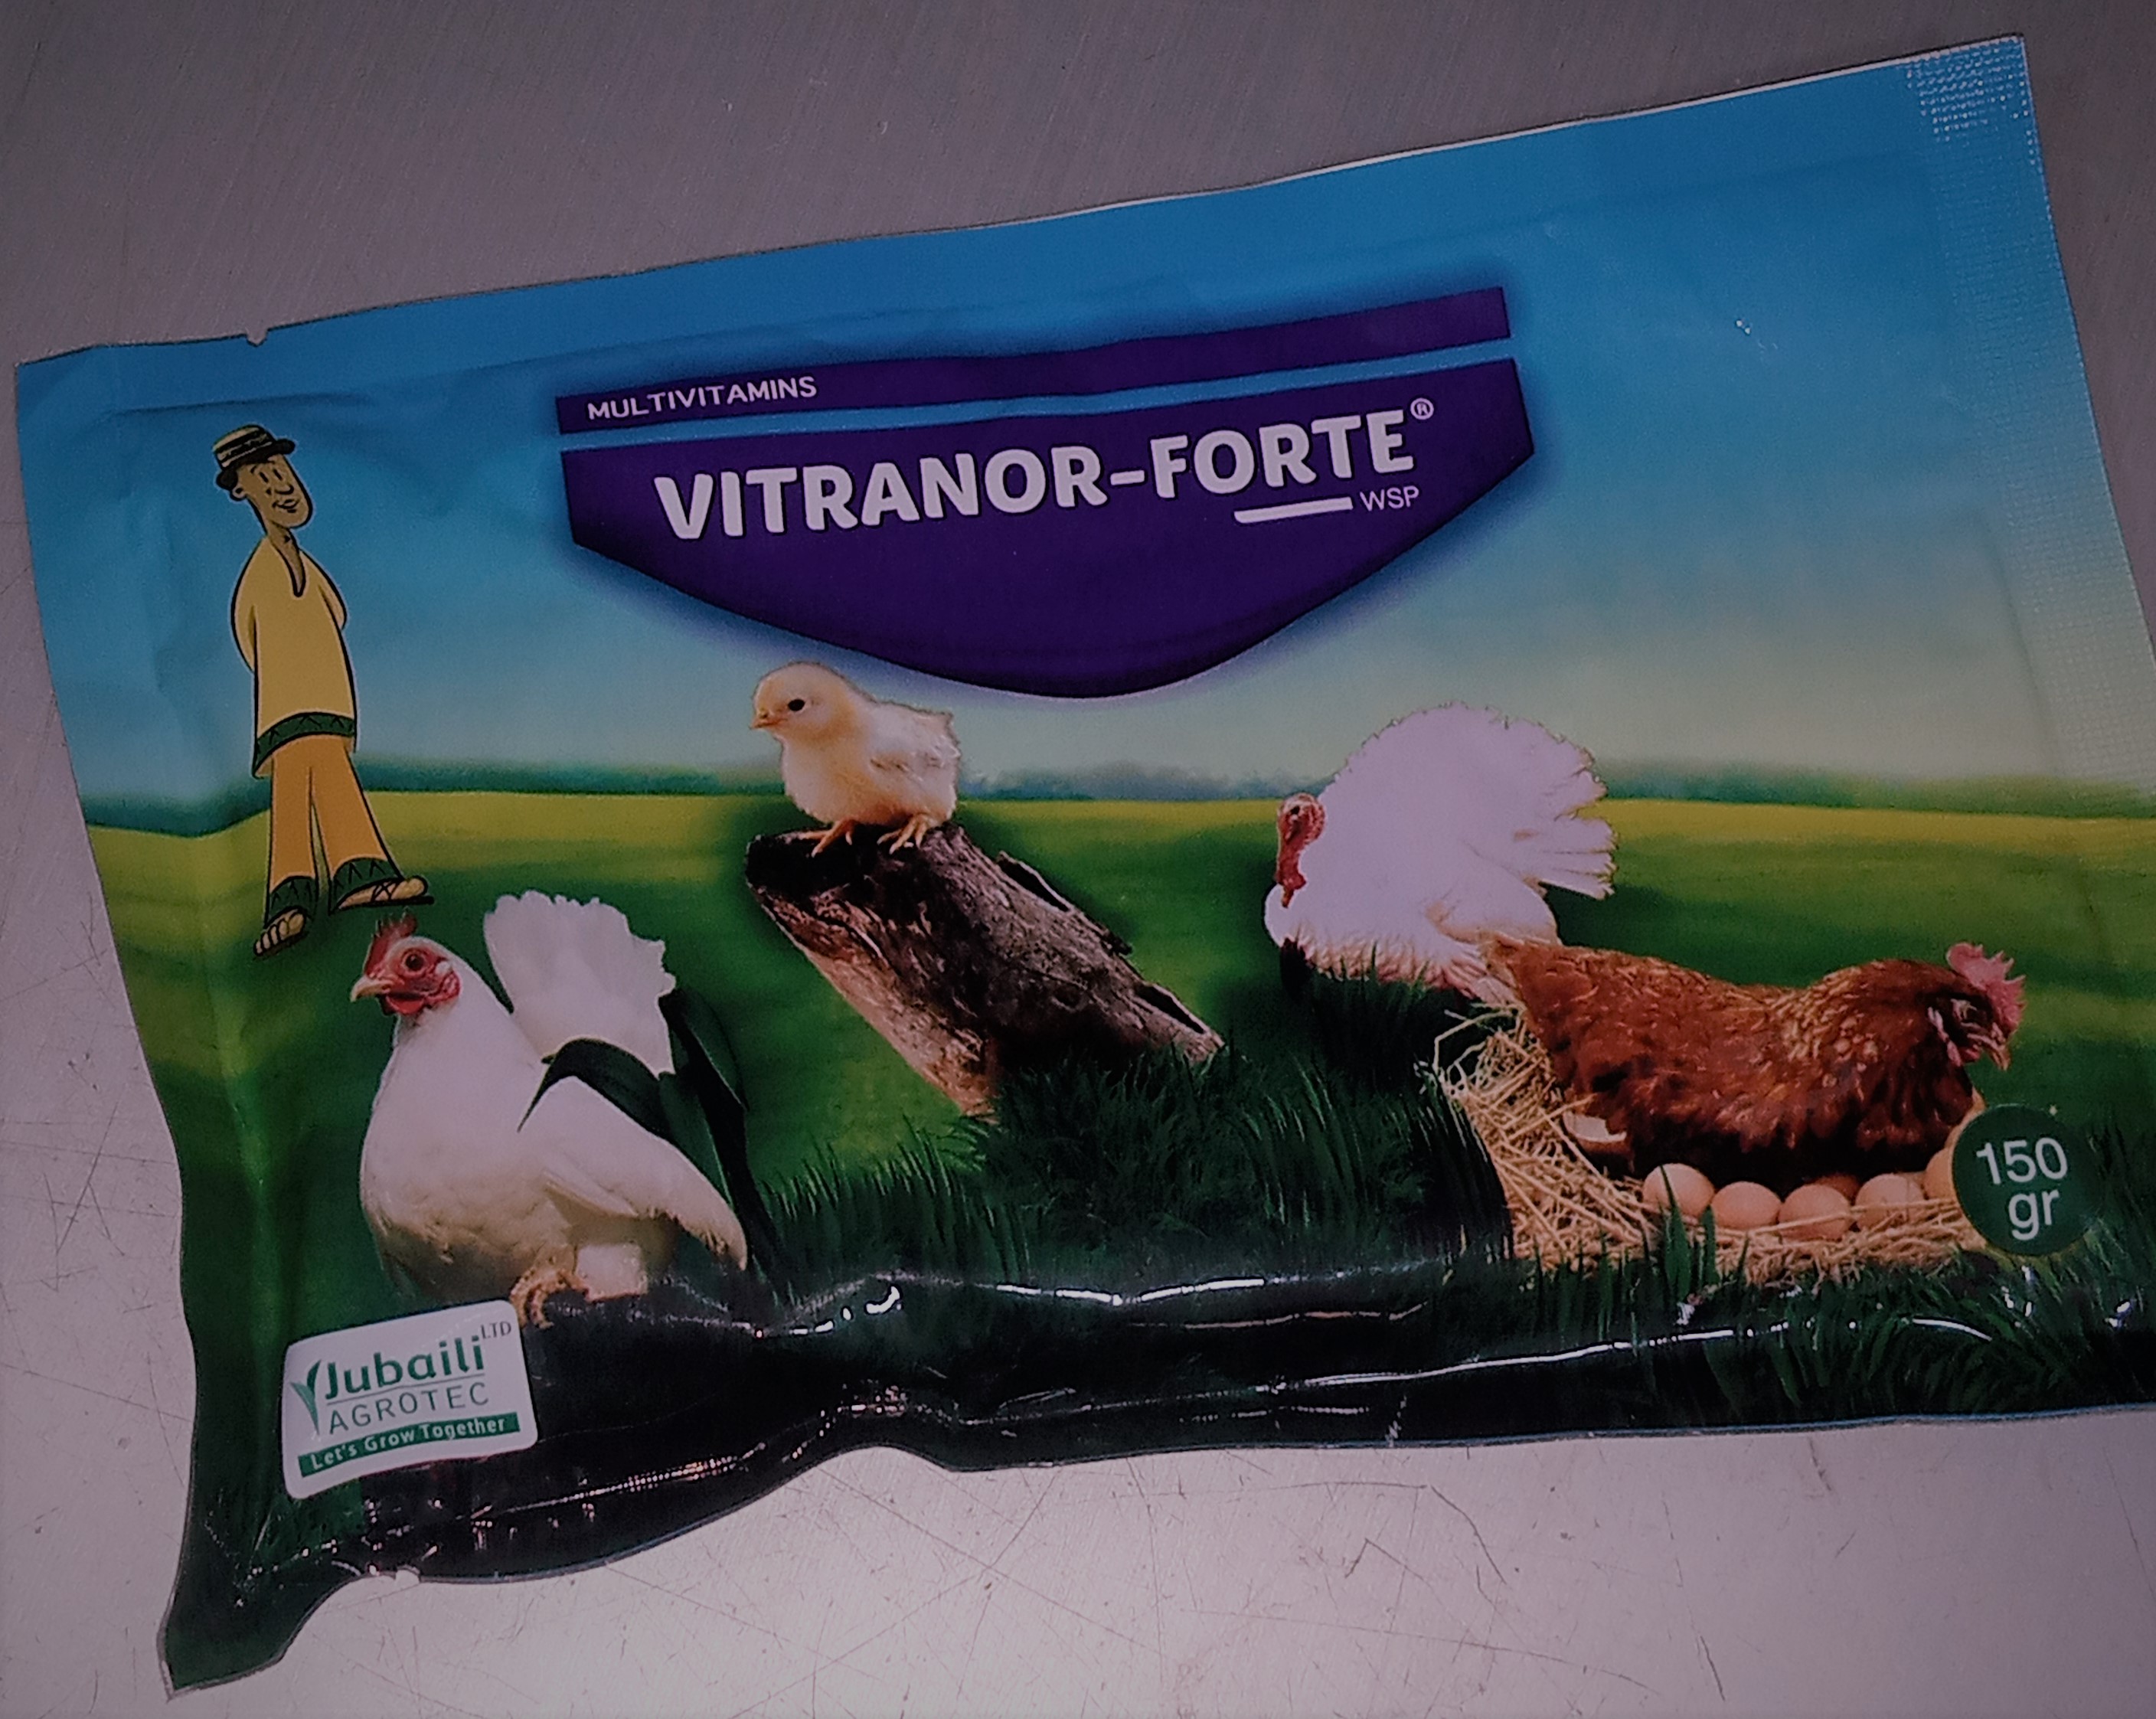 MULTIVITAMINS
VITRANOR-FORTE®
WSP
150
gr
Jubaili LTD
AGROTEC
Let's Grow Together